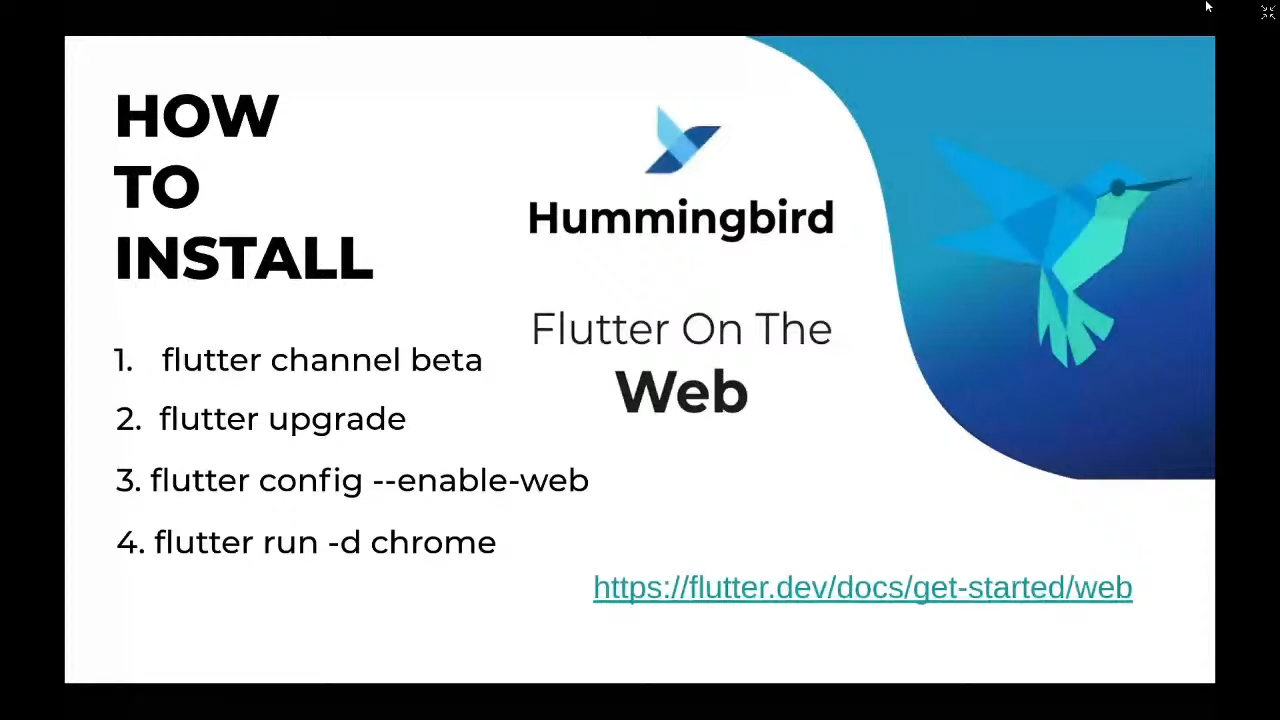 HOW
TO
INSTALL
Hummingbird
Flutter On The
Web
1. flutter channel beta
2. flutter upgrade
3. flutter config --enable-web
4. flutter run -d chrome
https://flutter.dev/docs/get-started/web